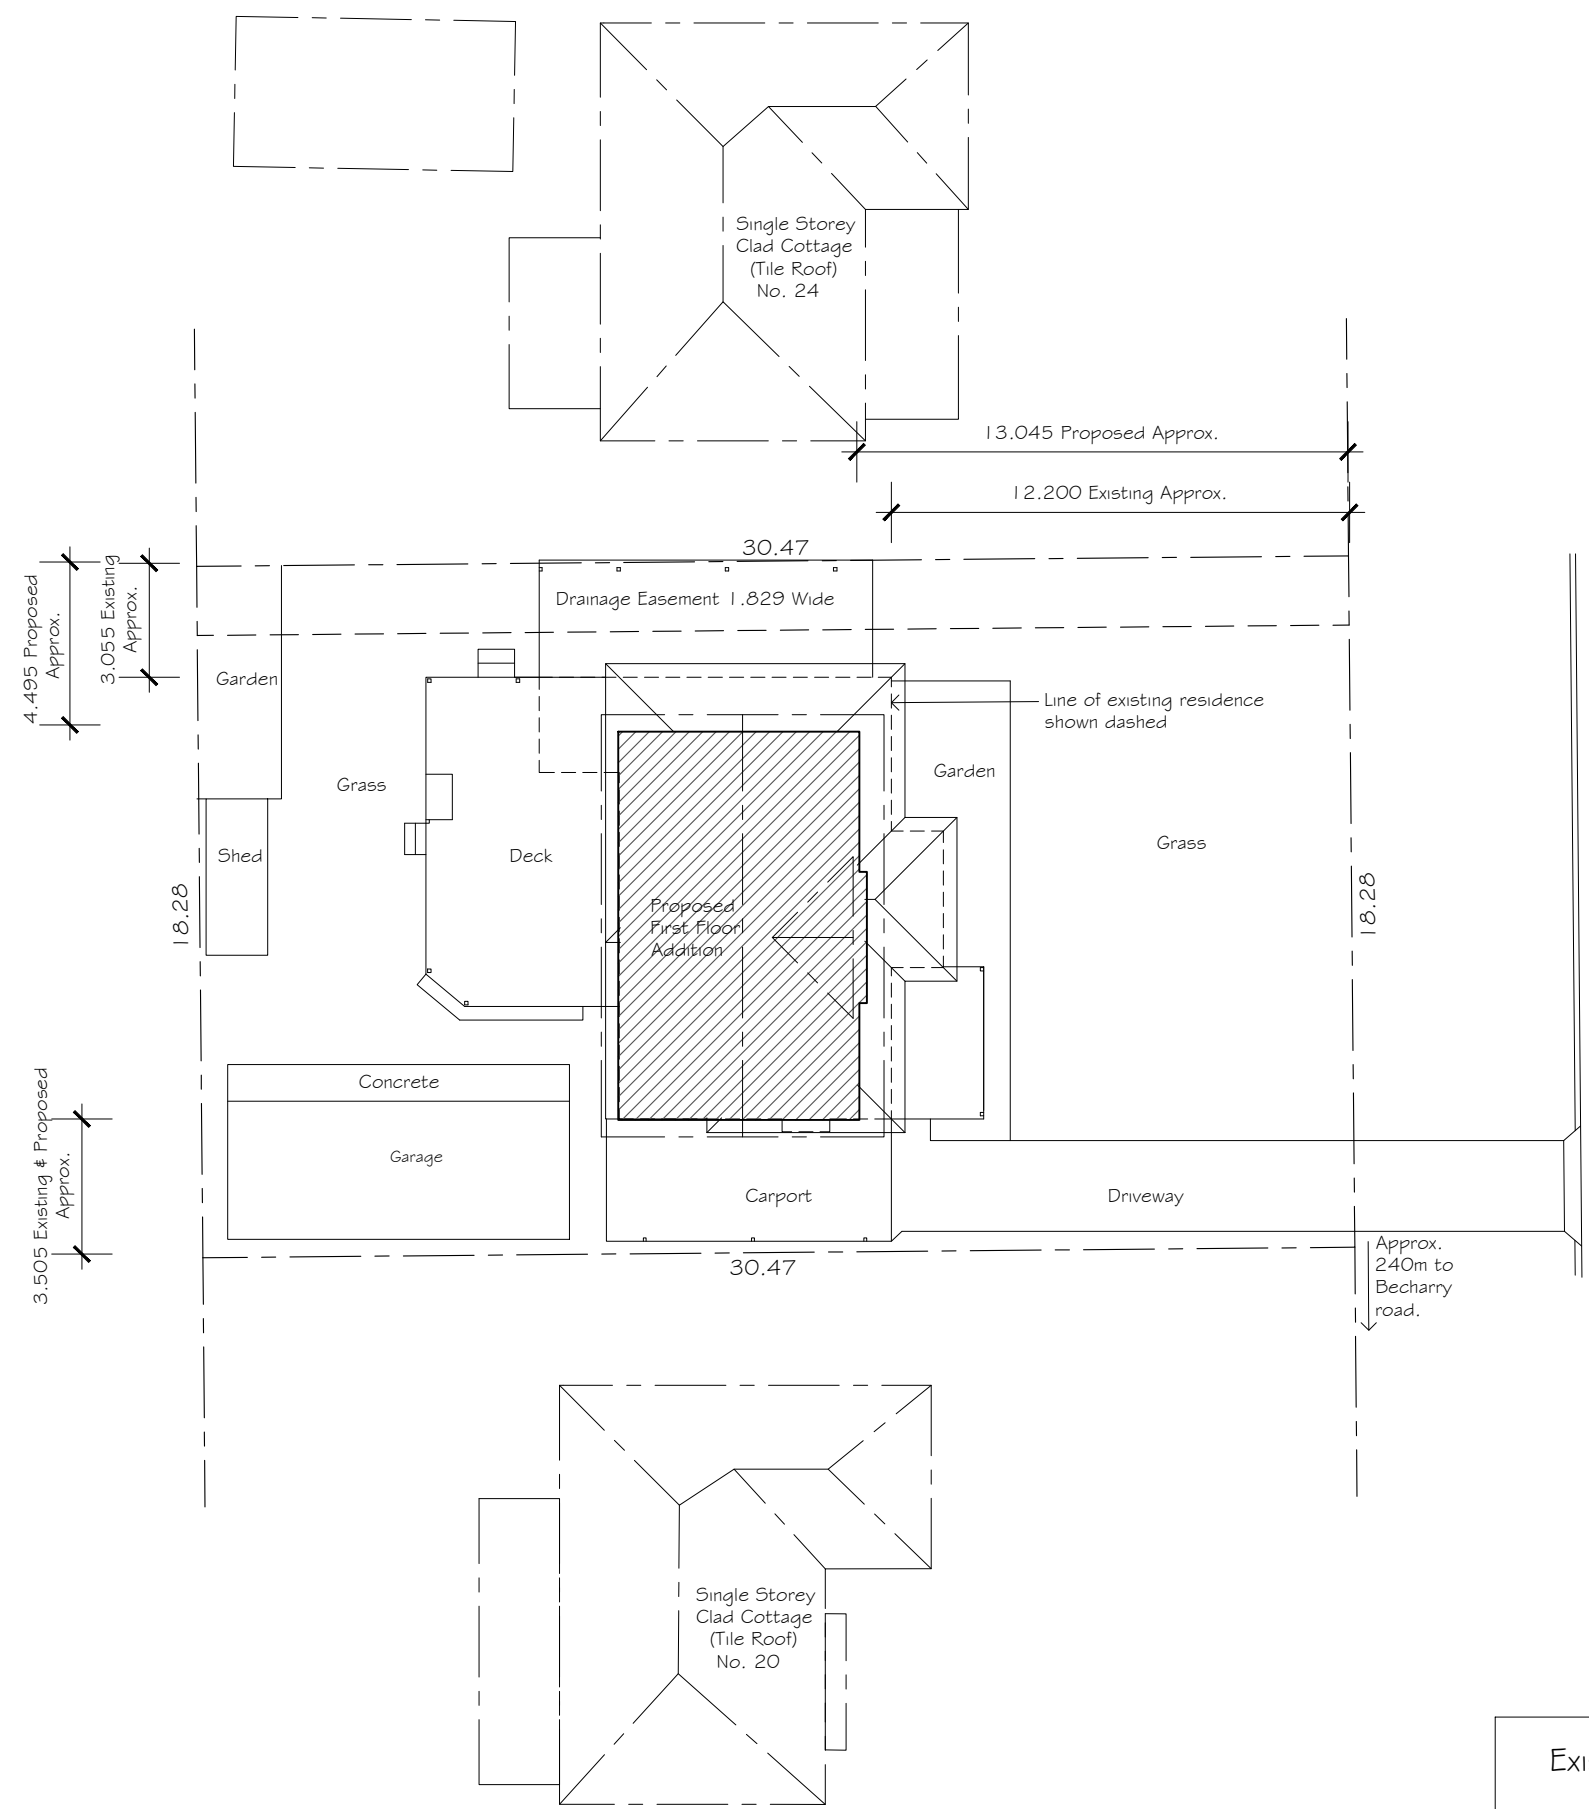 Single Storey
Clad Cottage
(Tile Roof)
No. 24
13.045 Proposed Approx.
12.200 Existing Approx.
30.47
4.495 Proposed
Approx.
3.055 Existing
Approx.
Drainage Easement 1.829 Wide
Garden
Line of existing residence
shown dashed
Grass
Garden
Shed
Deck
Grass
18.28
Proposed
First Floor
Addition
18.28
Concrete
Garage
3.505 Existing & Proposed
Approx.
Carport
Driveway
30.47
Approx.
240m to
Becharry
road.
Single Storey
Clad Cottage
(Tile Roof)
No. 20